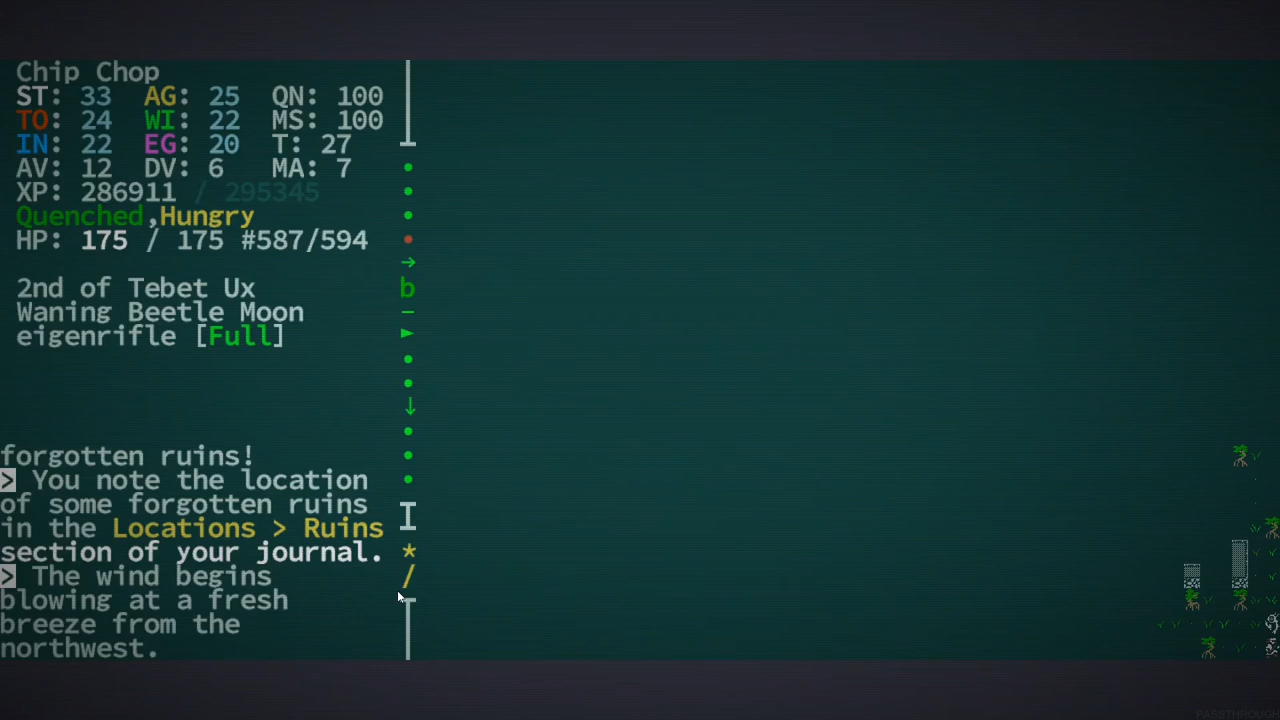 Chip Chop
ST: 33 AG: 25 QN: 100
TO: 24 WI: 22 MS: 100
IN: 22 EG: 20 T: 27
AV: 12 DV: 6 MA: 7
XP: 286911 / 295345
Quenched,Hungry
HP: 175 / 175 #587/594
2nd of Tebet Ux
Waning Beetle Moon
eigenrifle [Full]
forgotten ruins!
> You note the location
of some forgotten ruins
in the Locations > Ruins
section of your journal.
> The wind begins
blowing at a fresh
breeze from the
northwest.
b
I
*
/
PASSTHROUGH